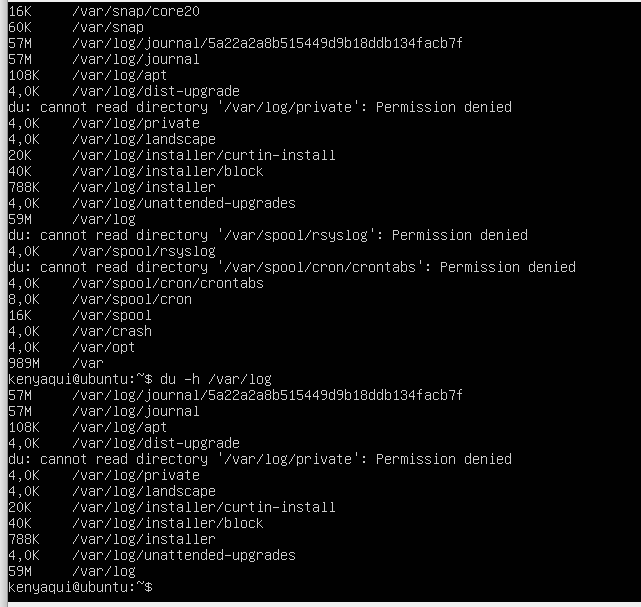 16K     /var/snap/core20
60K     /var/snap
57M     /var/log/journal/5a22a2a8b515449d9b18ddb134facb7f
57M     /var/log/journal
108K    /var/log/apt
4,0K    /var/log/dist-upgrade
du: cannot read directory '/var/log/private': Permission denied
4,0K    /var/log/private
4,0K    /var/log/landscape
20K     /var/log/installer/curtin-install
40K     /var/log/installer/block
788K    /var/log/installer
4,0K    /var/log/unattended-upgrades
59M     /var/log
du: cannot read directory '/var/spool/rsyslog': Permission denied
4,0K    /var/spool/rsyslog
du: cannot read directory '/var/spool/cron/crontabs': Permission denied
4,0K    /var/spool/cron/crontabs
8,0K    /var/spool/cron
16K     /var/spool
4,0K    /var/crash
4,0K    /var/opt
989M    /var
kenyaqui@ubuntu:~$ du -h /var/log
57M     /var/log/journal/5a22a2a8b515449d9b18ddb134facb7f
57M     /var/log/journal
108K    /var/log/apt
4,0K    /var/log/dist-upgrade
du: cannot read directory '/var/log/private': Permission denied
4,0K    /var/log/private
4,0K    /var/log/landscape
20K     /var/log/installer/curtin-install
40K     /var/log/installer/block
788K    /var/log/installer
4,0K    /var/log/unattended-upgrades
59M     /var/log
kenyaqui@ubuntu:~$